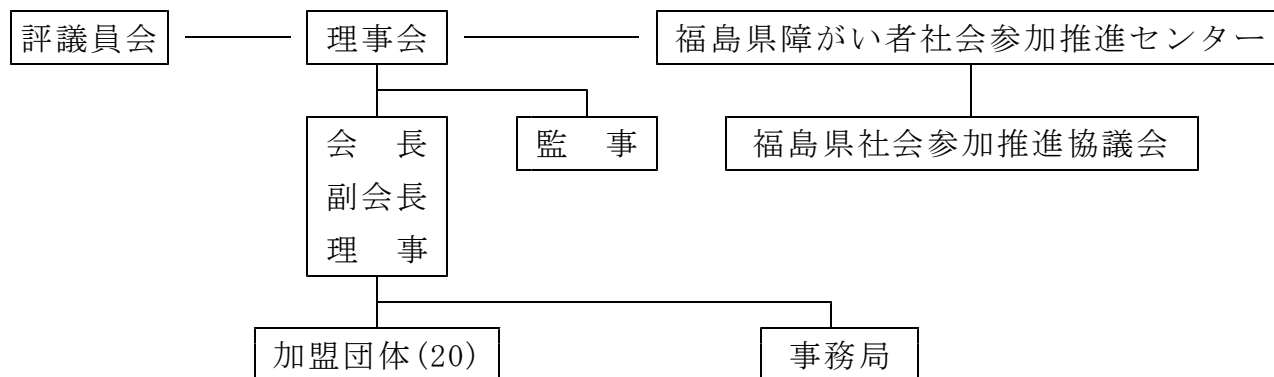 評議員会
理事会
福島県障がい者社会参加推進センター
会　長
副会長
理　事
監　事
福島県社会参加推進協議会
加盟団体(20)
事務局